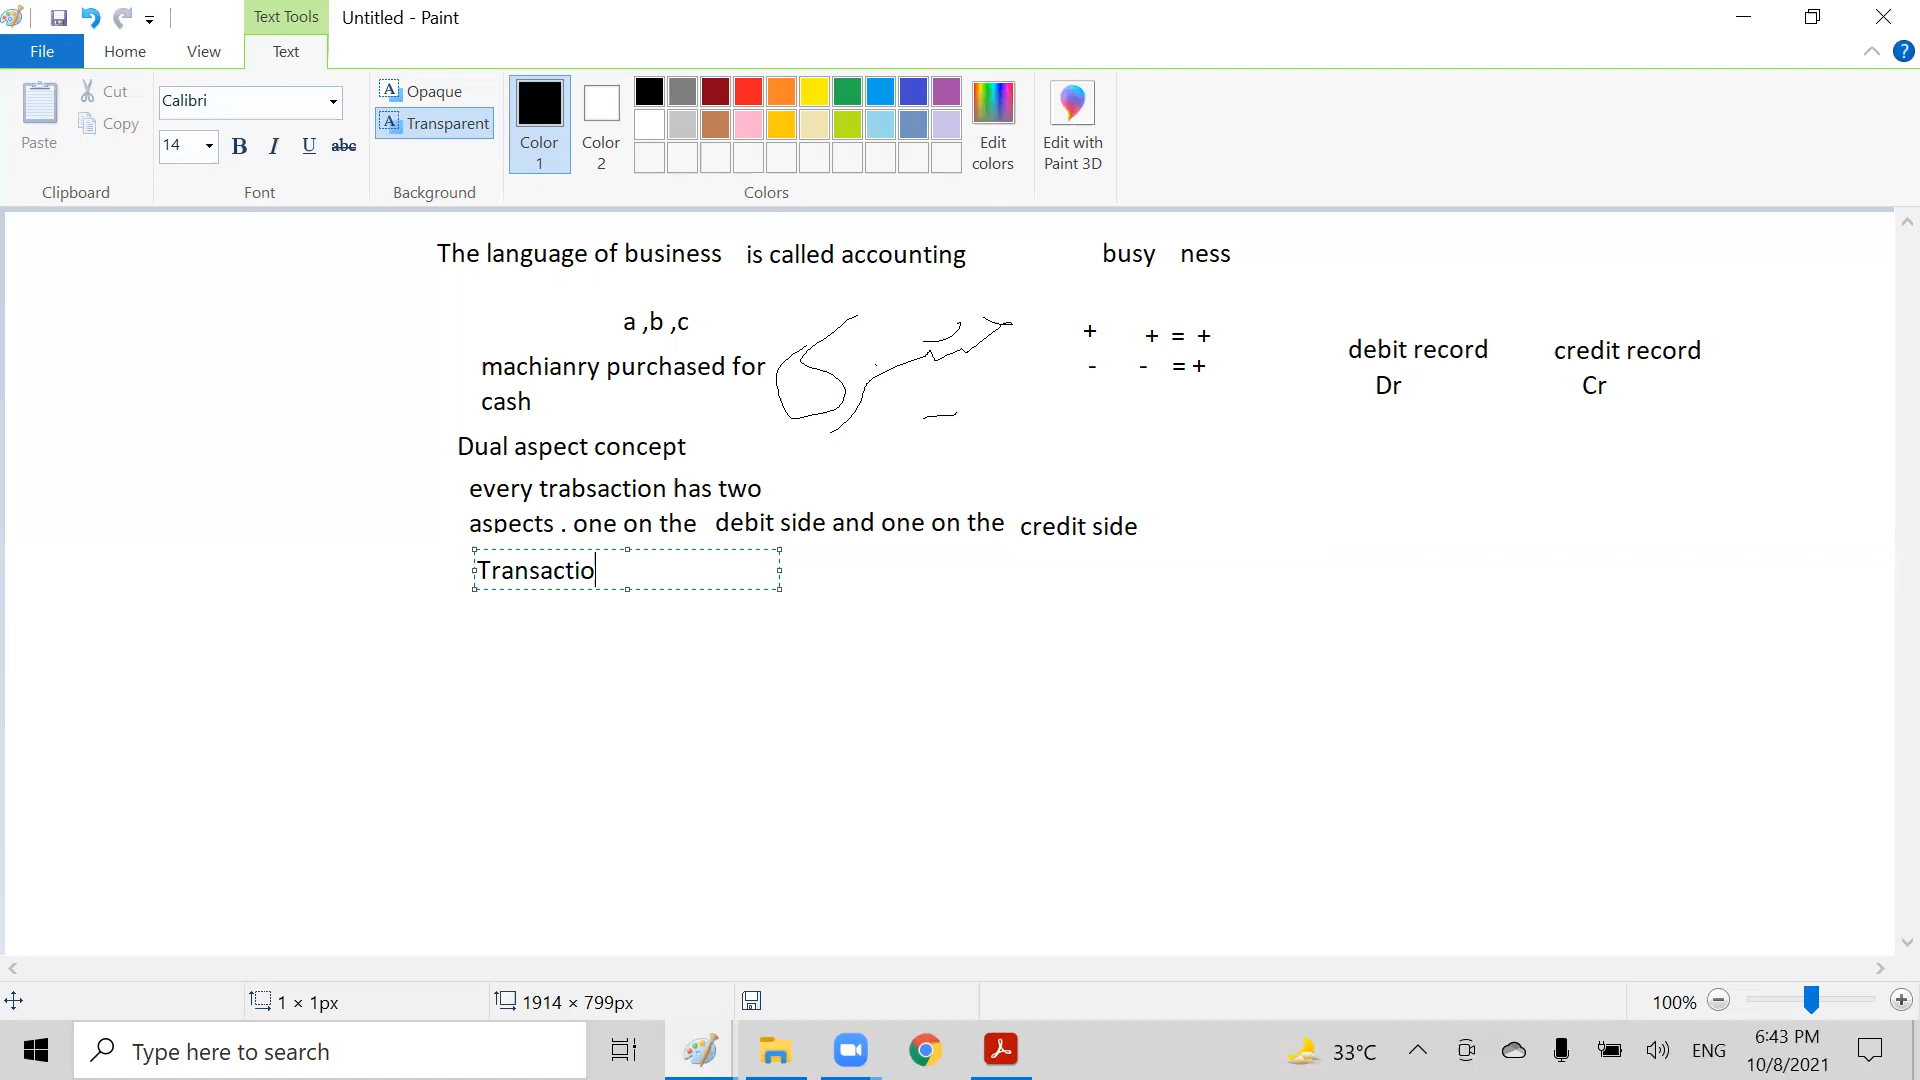 Text Tools
Untitled - Paint
File
Home
View
Text
Paste
Cut
Copy
Clipboard
Calibri
14
B I U abc
Font
Opaque
Transparent
Background
Color 1
Color 2
Colors
Edit colors
Edit with Paint 3D
The language of business is called accounting busy ness
a ,b ,c
+ + = +
- - = +
debit record credit record
Dr Cr
machianry purchased for
cash
Dual aspect concept
every trabsaction has two
aspects . one on the debit side and one on the credit side
Transactio
1 × 1px
1914 × 799px
100%
Type here to search
33°C
ENG
6:43 PM
10/8/2021